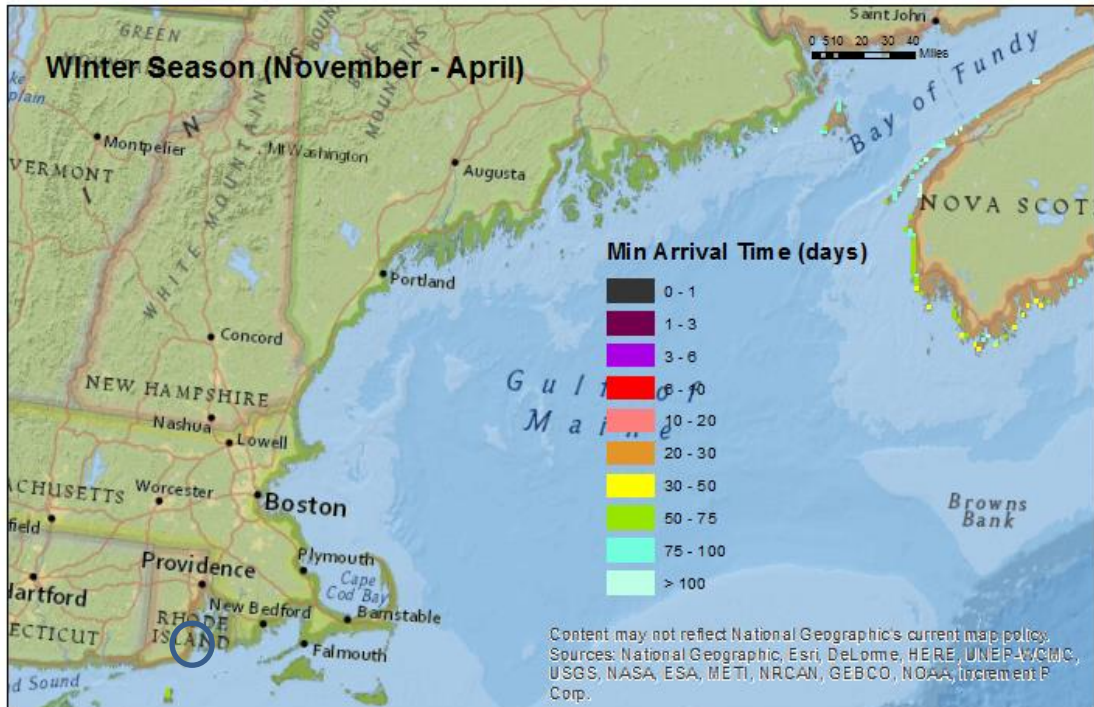 GREEN
Saint John
0 510 20 30 40
Miles
Winter Season (November - April)
Bay of Fundy
Montpelier
Mt Washington
VERMONT
WHITE MOUNTAINS
MOUNTAINS
Augusta
NOVA SCOTI
Min Arrival Time (days)
Portland
0 - 1
1 - 3
Concord
3 - 6
Gulf of
Maine
6 - 10
NEW HAMPSHIRE
10 - 20
Nashua
Lowell
20 - 30
ACHUSETTS
Worcester
30 - 50
Boston
Browns
Bank
50 - 75
field
75 - 100
Providence
Plymouth
Cape
Cod Bay
> 100
Hartford
New Bedford
Barnstable
RHODE
ISLAND
ECTICUT
Falmouth
nd Sound
Content may not reflect National Geographic's current map policy.
Sources: National Geographic, Esri, DeLorme, HERE, UNEP-WCMC,
USGS, NASA, ESA, METI, NRCAN, GEBCO, NOAA, increment P
Corp.